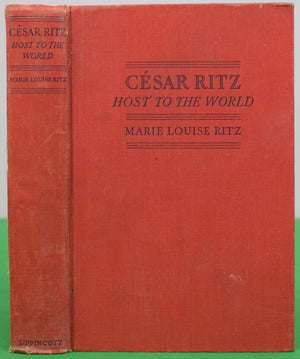 CÉSAR RITZ
HOST TO THE
WORLD
MARIE LOUISE RITZ
LIPPINCOTT
CÉSAR RITZ
HOST TO THE WORLD
MARIE LOUISE RITZ